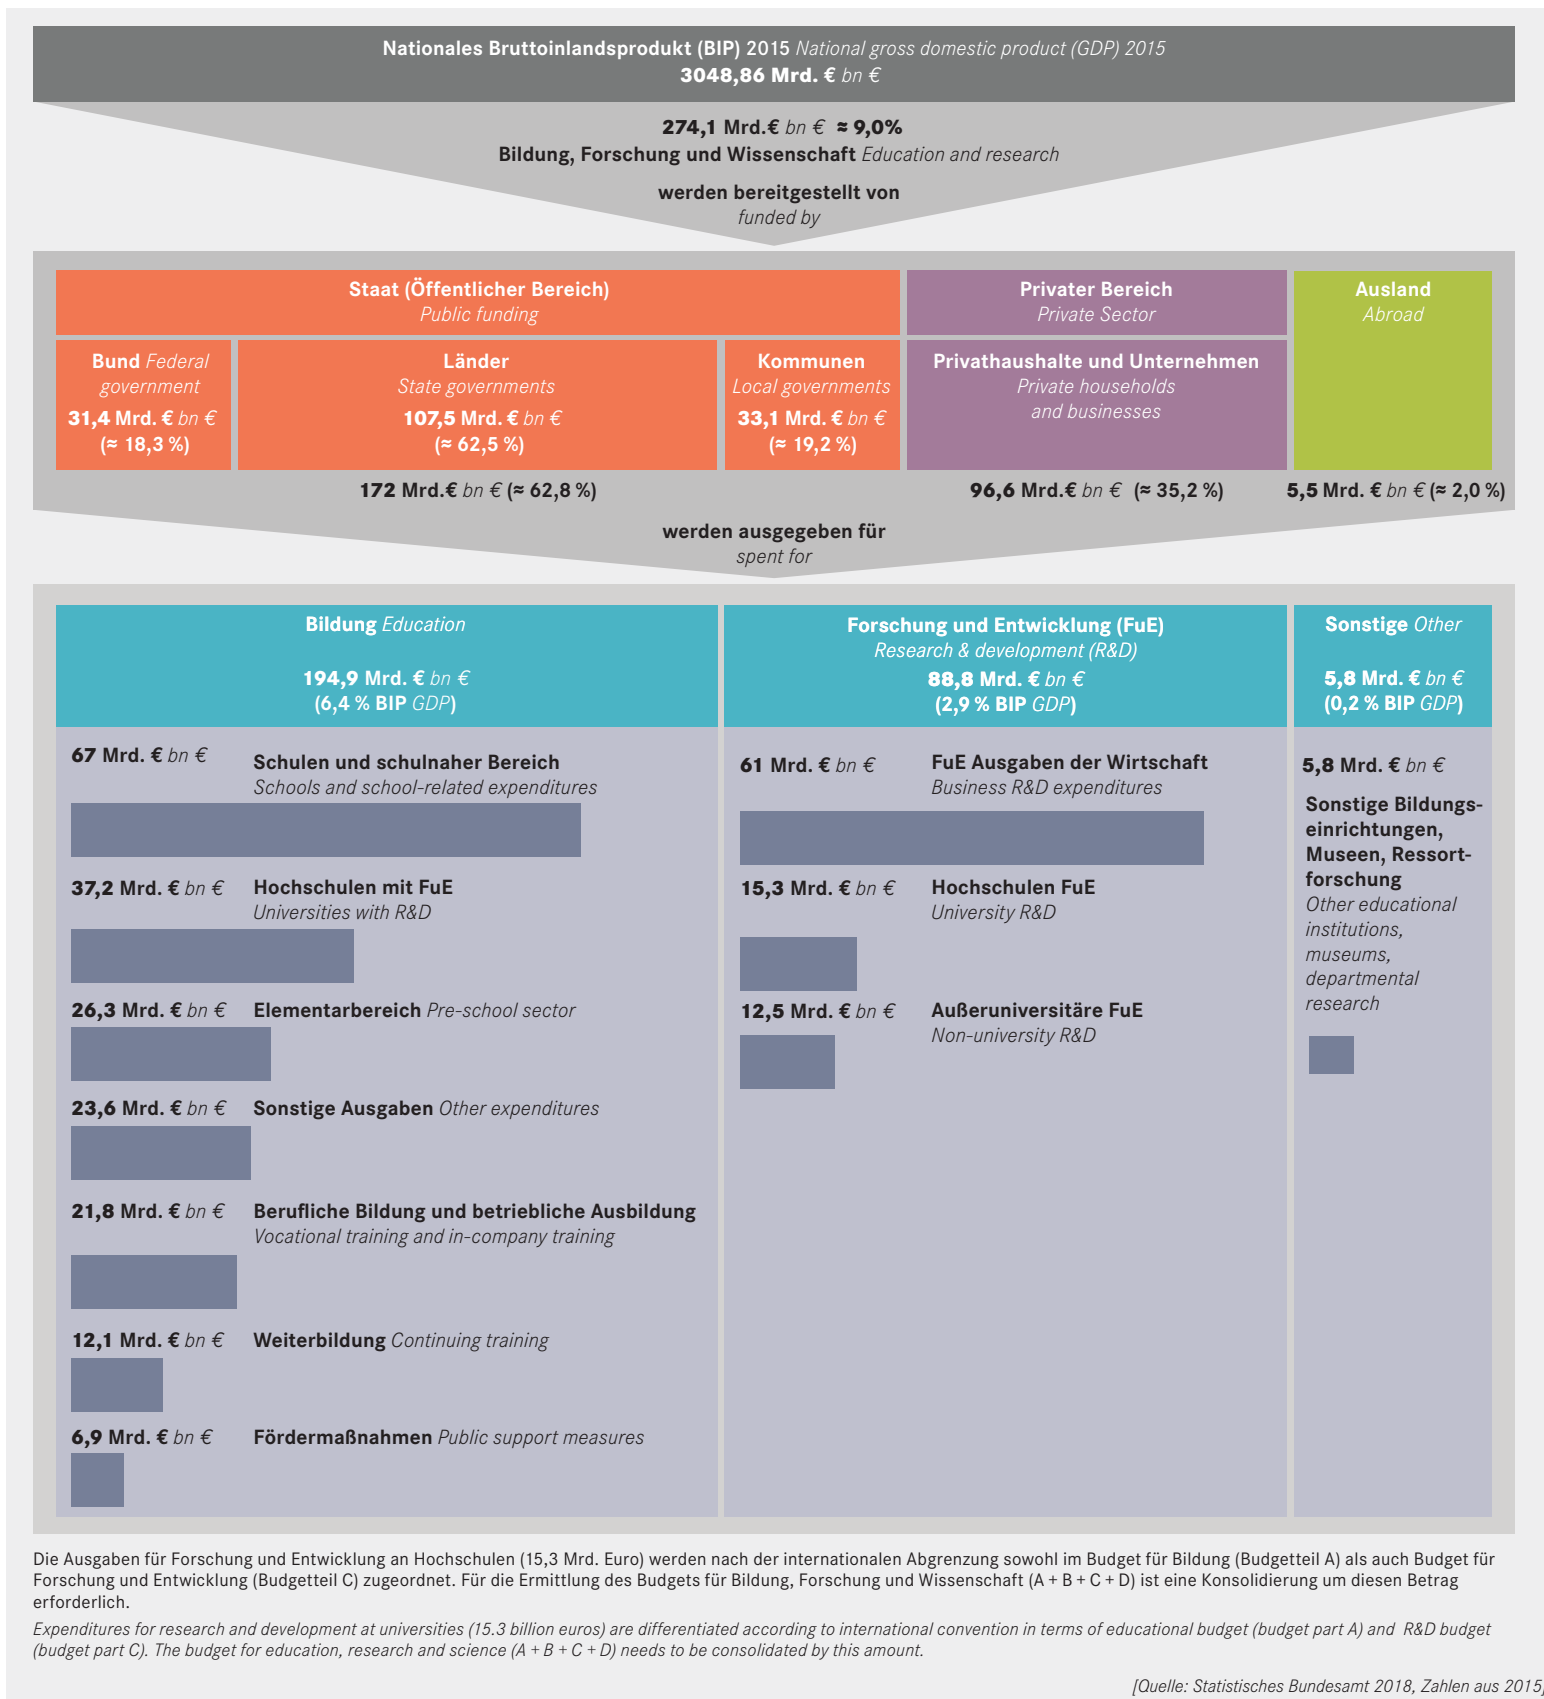 Nationales Bruttoinlandsprodukt (BIP) 2015 National gross domestic product (GDP) 2015
3048,86 Mrd. € bn €
274,1 Mrd.€ bn € ≈ 9,0%
Bildung, Forschung und Wissenschaft Education and research
werden bereitgestellt von
funded by
Staat (Öffentlicher Bereich)
Public funding
Bund Federal
government
31,4 Mrd. € bn €
(≈ 18,3 %)
Länder
State governments
107,5 Mrd. € bn €
(≈ 62,5 %)
Kommunen
Local governments
33,1 Mrd. € bn €
(≈ 19,2 %)
172 Mrd.€ bn € (≈ 62,8 %)
Privater Bereich
Private Sector
Privathaushalte und Unternehmen
Private households
and businesses
96,6 Mrd.€ bn € (≈ 35,2 %)
Ausland
Abroad
5,5 Mrd. € bn € (≈ 2,0 %)
werden ausgegeben für
spent for
Bildung Education
194,9 Mrd. € bn €
(6,4 % BIP GDP)
67 Mrd. € bn €
Schulen und schulnaher Bereich
Schools and school-related expenditures
37,2 Mrd. € bn €
Hochschulen mit FuE
Universities with R&D
26,3 Mrd. € bn €
Elementarbereich Pre-school sector
23,6 Mrd. € bn €
Sonstige Ausgaben Other expenditures
21,8 Mrd. € bn €
Berufliche Bildung und betriebliche Ausbildung
Vocational training and in-company training
12,1 Mrd. € bn €
Weiterbildung Continuing training
6,9 Mrd. € bn €
Fördermaßnahmen Public support measures
Forschung und Entwicklung (FuE)
Research & development (R&D)
88,8 Mrd. € bn €
(2,9 % BIP GDP)
61 Mrd. € bn €
FuE Ausgaben der Wirtschaft
Business R&D expenditures
15,3 Mrd. € bn €
Hochschulen FuE
University R&D
12,5 Mrd. € bn €
Außeruniversitäre FuE
Non-university R&D
Sonstige Other
5,8 Mrd. € bn €
(0,2 % BIP GDP)
5,8 Mrd. € bn €
Sonstige Bildungs-
einrichtungen,
Museen, Ressort-
forschung
Other educational
institutions,
museums,
departmental
research
Die Ausgaben für Forschung und Entwicklung an Hochschulen (15,3 Mrd. Euro) werden nach der internationalen Abgrenzung sowohl im Budget für Bildung (Budgetteil A) als auch Budget für
Forschung und Entwicklung (Budgetteil C) zugeordnet. Für die Ermittlung des Budgets für Bildung, Forschung und Wissenschaft (A + B + C + D) ist eine Konsolidierung um diesen Betrag
erforderlich.
Expenditures for research and development at universities (15.3 billion euros) are differentiated according to international convention in terms of educational budget (budget part A) and R&D budget
(budget part C). The budget for education, research and science (A + B + C + D) needs to be consolidated by this amount.
[Quelle: Statistisches Bundesamt 2018, Zahlen aus 2015]